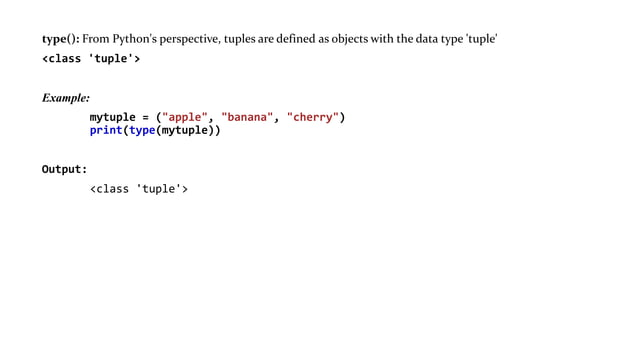 type(): From Python's perspective, tuples are defined as objects with the data type 'tuple'
<class 'tuple'>
Example:
mytuple = ("apple", "banana", "cherry")
print(type(mytuple))
Output:
<class 'tuple'>